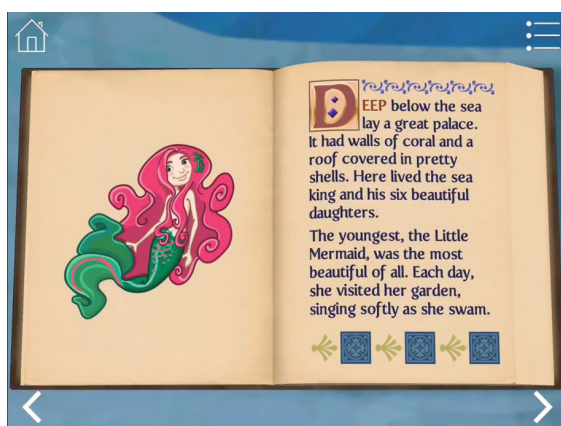 DEEP below the sea
lay a great palace.
It had walls of coral and a
roof covered in pretty
shells. Here lived the sea
king and his six beautiful
daughters.
The youngest, the Little
Mermaid, was the most
beautiful of all. Each day,
she visited her garden,
singing softly as she swam.